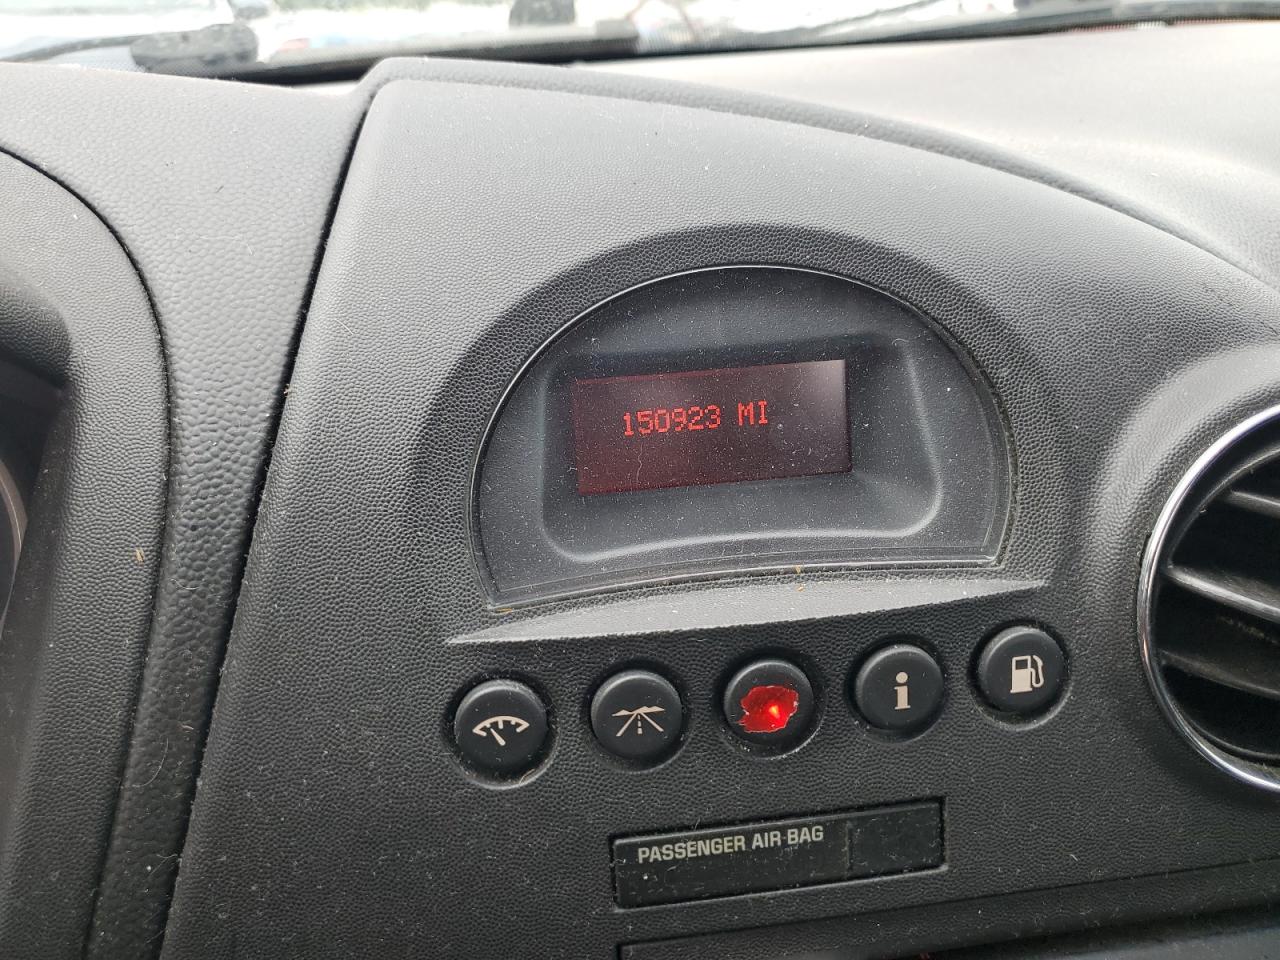 150923 MI
i
PASSENGER AIR BAG